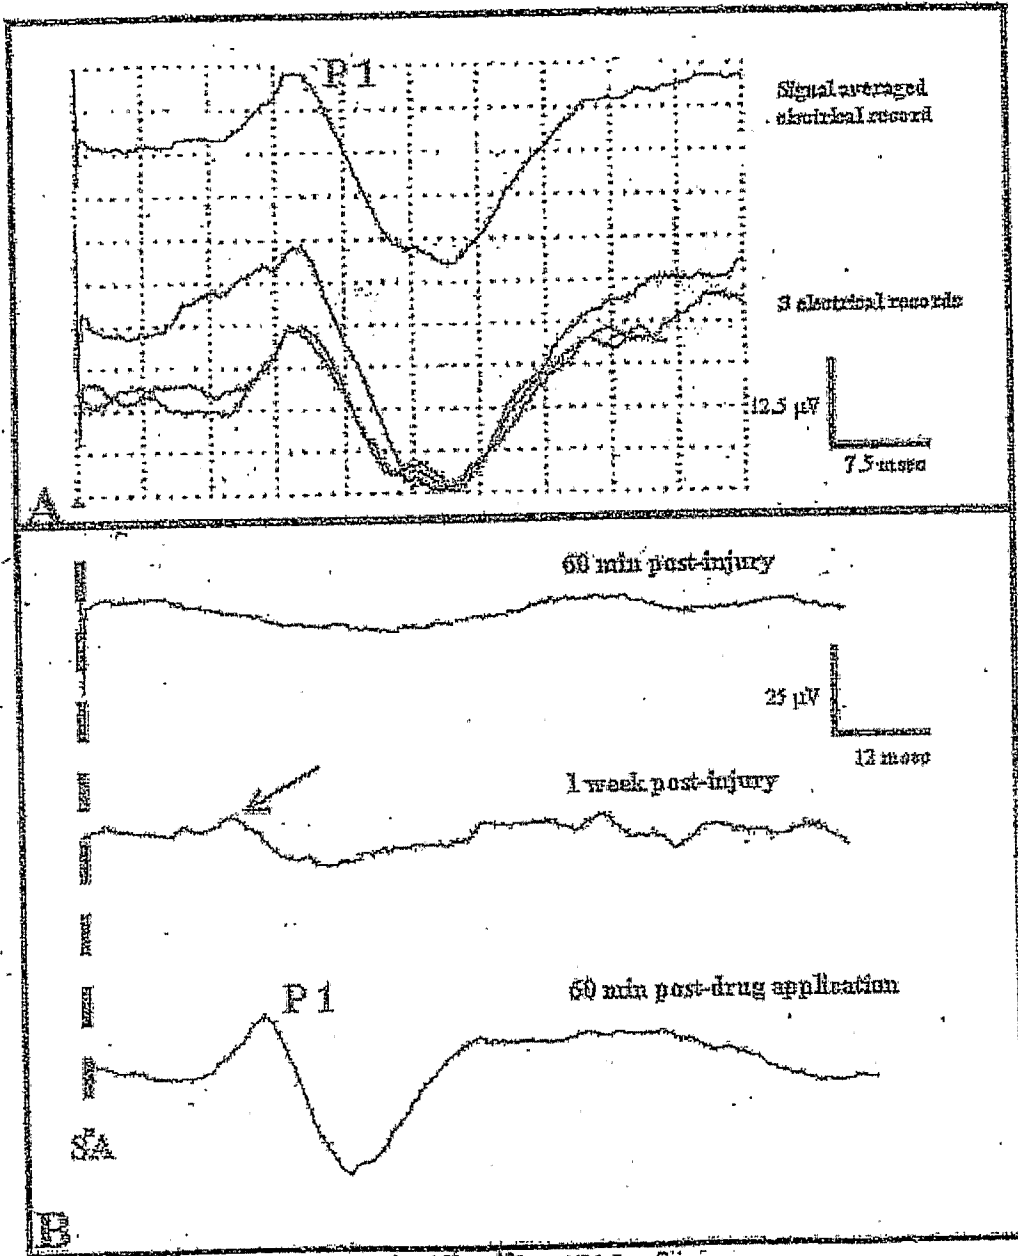 P1
Signal averaged
electrical record
3 electrical records
12.5 µV
7.5 msec
A
60 min post-injury
25 µV
12 msec
1 week post-injury
P1
60 min post-drug application
SA
B